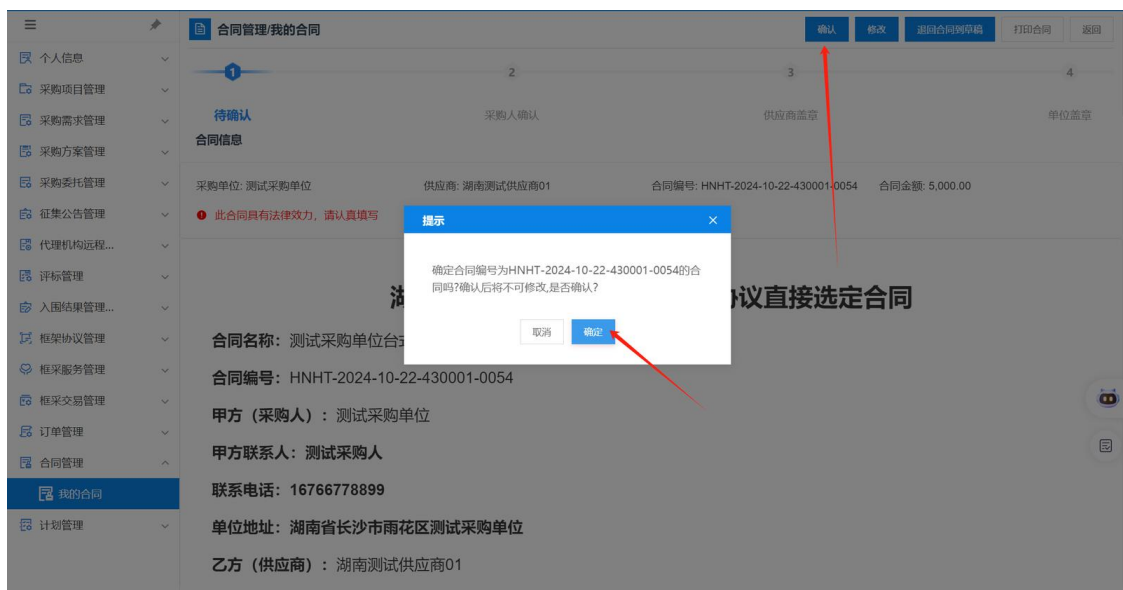 合同管理/我的合同
确认
修改
退回合同到草稿
打印合同
返回
个人信息
采购项目管理
采购需求管理
采购方案管理
采购委托管理
征集公告管理
代理机构远程...
评标管理
入围结果管理...
框架协议管理
框采服务管理
框采交易管理
订单管理
合同管理
我的合同
计划管理
1
2
3
4
待确认
采购人确认
供应商盖章
单位盖章
合同信息
采购单位: 测试采购单位
供应商: 湖南测试供应商01
合同编号: HNHT-2024-10-22-430001-0054
合同金额: 5,000.00
此合同具有法律效力，请认真填写
提示
确定合同编号为HNHT-2024-10-22-430001-0054的合
同吗?确认后将不可修改,是否确认?
取消
确定
议直接选定合同
合同名称：测试采购单位台
合同编号：HNHT-2024-10-22-430001-0054
甲方（采购人）：测试采购单位
甲方联系人：测试采购人
联系电话：16766778899
单位地址：湖南省长沙市雨花区测试采购单位
乙方（供应商）：湖南测试供应商01